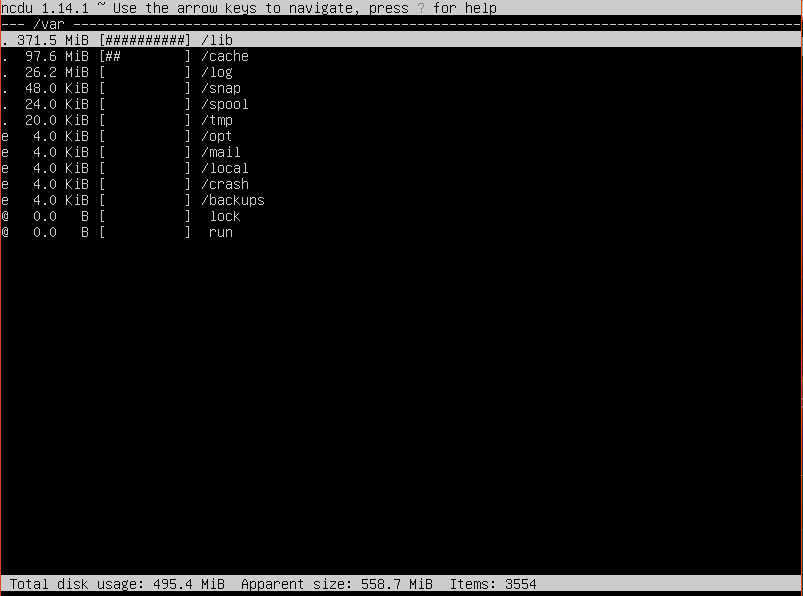 ncdu 1.14.1 ~ Use the arrow keys to navigate, press ? for help
--- /var -------------------------------------------------------------------------------------------
. 371.5 MiB [##########] /lib
.  97.6 MiB [##        ] /cache
.  26.2 MiB [          ] /log
.  48.0 KiB [          ] /snap
.  24.0 KiB [          ] /spool
.  20.0 KiB [          ] /tmp
e   4.0 KiB [          ] /opt
e   4.0 KiB [          ] /mail
e   4.0 KiB [          ] /local
e   4.0 KiB [          ] /crash
e   4.0 KiB [          ] /backups
@   0.0   B [          ]  lock
@   0.0   B [          ]  run
Total disk usage: 495.4 MiB  Apparent size: 558.7 MiB  Items: 3554